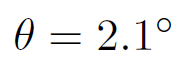 θ = 2.1°